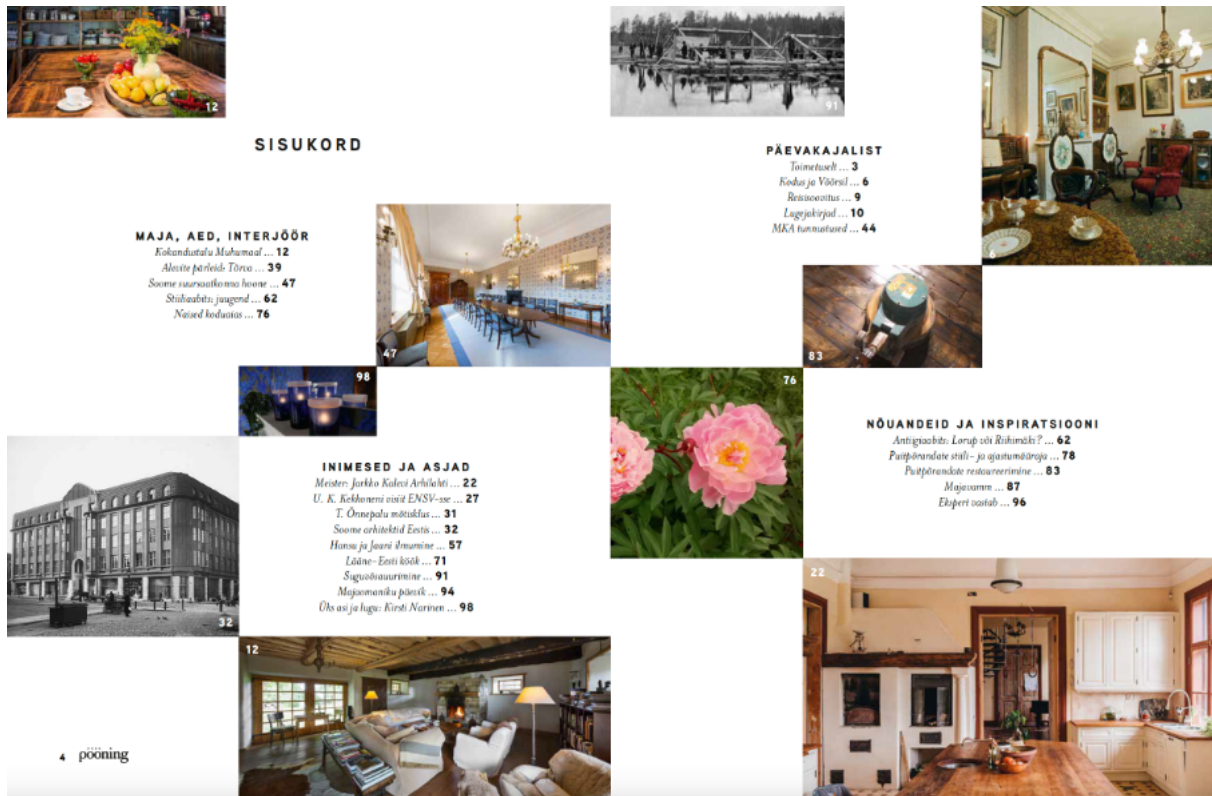 12
SISUKORD
MAJA, AED, INTERJÖÖR
Kokandustalu Muhumaal ... 12
Alevite pärleid: Tõrva ... 39
Soome suursaatkonna hoone ... 47
Stiiliaabits: juugend ... 62
Naised koduaias ... 76
47
98
INIMESED JA ASJAD
Meister: Jarkko Kalevi Arhilahti ... 22
U. K. Kekkoneni visiit ENSV-sse ... 27
T. Õnnepalu mõtisklus ... 31
Soome arhitektid Eestis ... 32
Hansu ja Jaani ilmumine ... 57
Lääne-Eesti köök ... 71
Suguvõsauurimine ... 91
Majaomaniku päevik ... 94
Üks asi ja lugu: Kirsti Narinen ... 98
32
12
4 pööning
91
PÄEVAKAJALIST
Toimetuselt ... 3
Kodus ja Võõrsil ... 6
Reisisoovitus ... 9
Lugejakirjad ... 10
MKA tunnustused ... 44
6
83
76
NÕUANDEID JA INSPIRATSIOONI
Antiigiaabits: Lorup või Riihimäki? ... 62
Puitpõrandate stiili- ja ajastumääraja ... 78
Puitpõrandate restaureerimine ... 83
Majavamm ... 87
Ekspert vastab ... 96
22